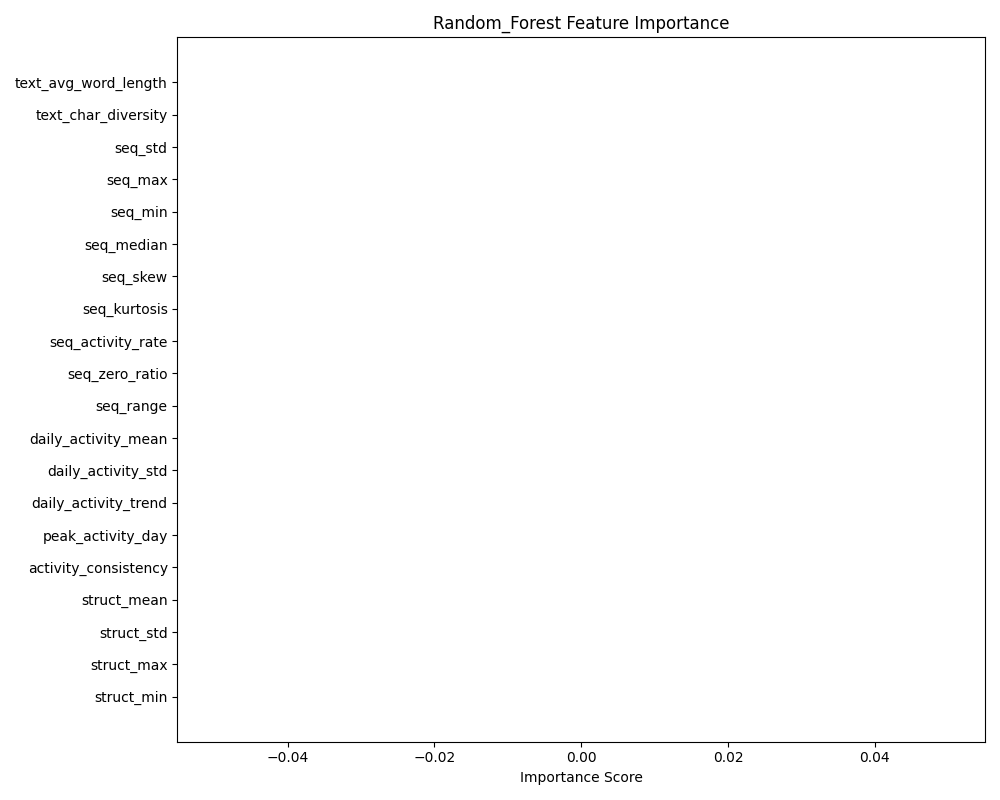 Random_Forest Feature Importance
text_avg_word_length
text_char_diversity
seq_std
seq_max
seq_min
seq_median
seq_skew
seq_kurtosis
seq_activity_rate
seq_zero_ratio
seq_range
daily_activity_mean
daily_activity_std
daily_activity_trend
peak_activity_day
activity_consistency
struct_mean
struct_std
struct_max
struct_min
−0.04 −0.02 0.00 0.02 0.04
Importance Score